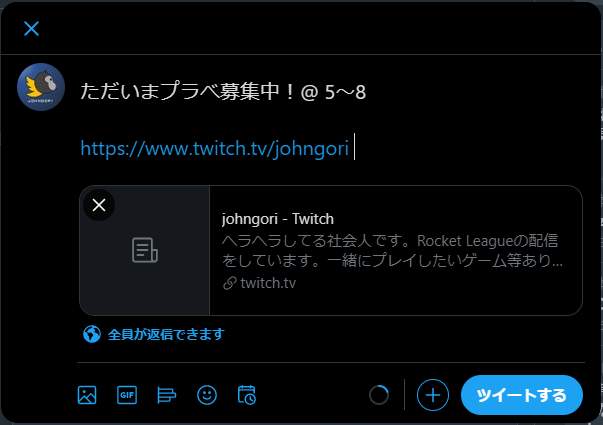 ただいまプラベ募集中！@ 5〜8
https://www.twitch.tv/johngori
johngori - Twitch
ヘラヘラしてる社会人です。Rocket Leagueの配信
をしています。一緒にプレイしたいゲーム等あり...
twitch.tv
全員が返信できます
GIF
ツイートする